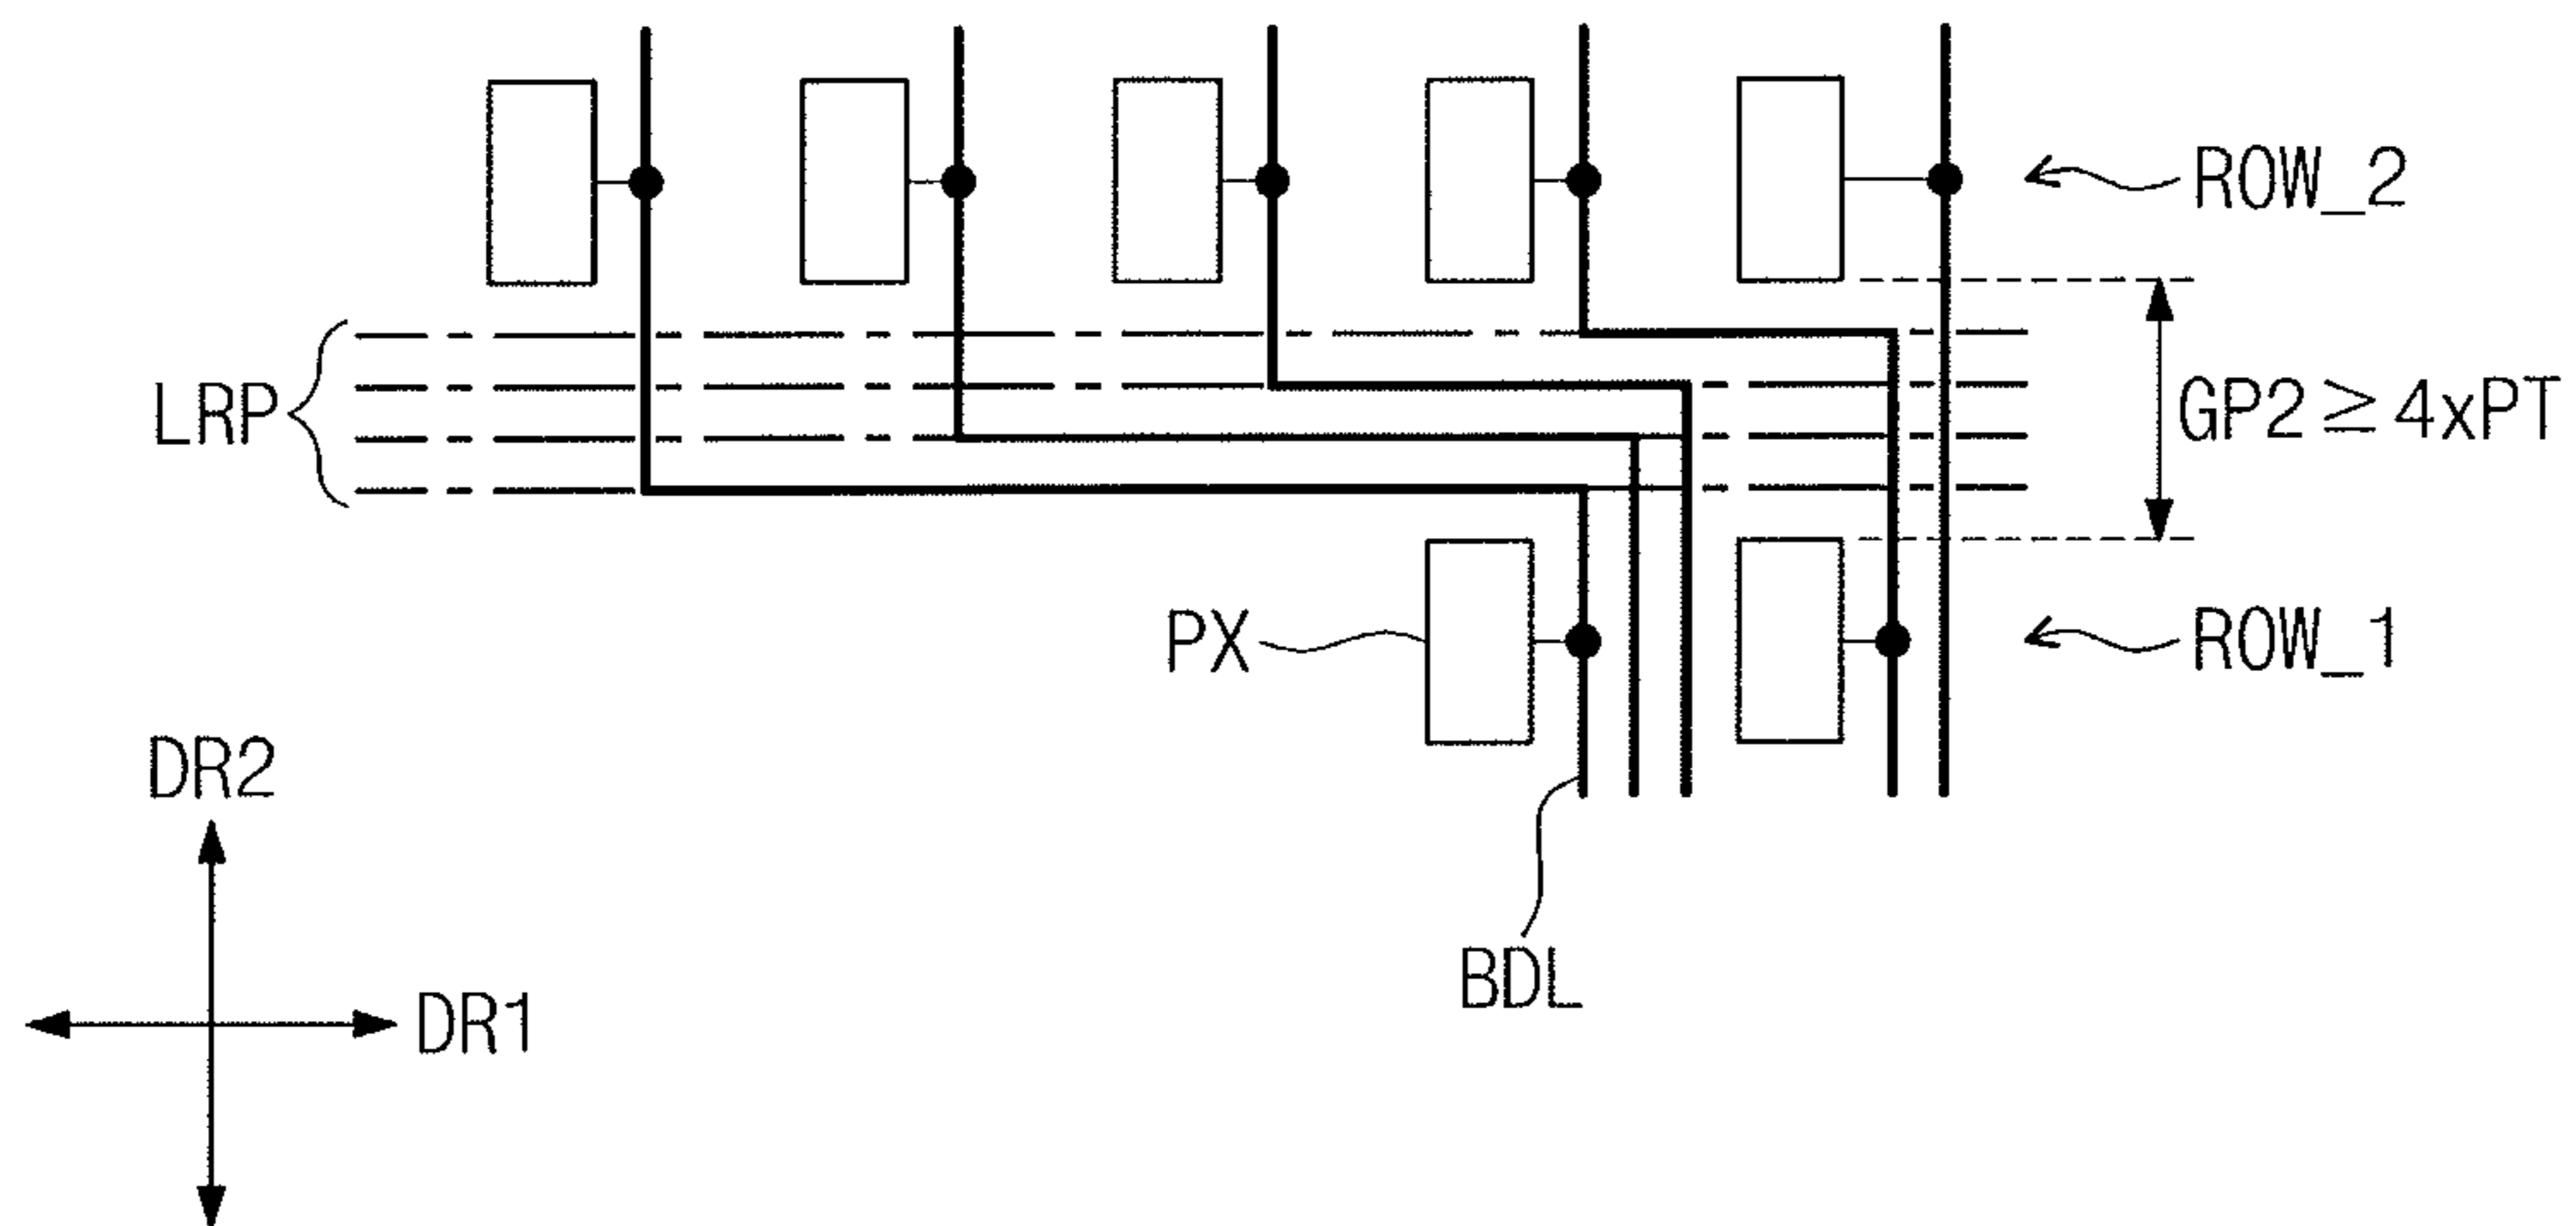 ROW_2
LRP
GP2 ≧ 4xPT
PX
ROW_1
DR2
BDL
DR1